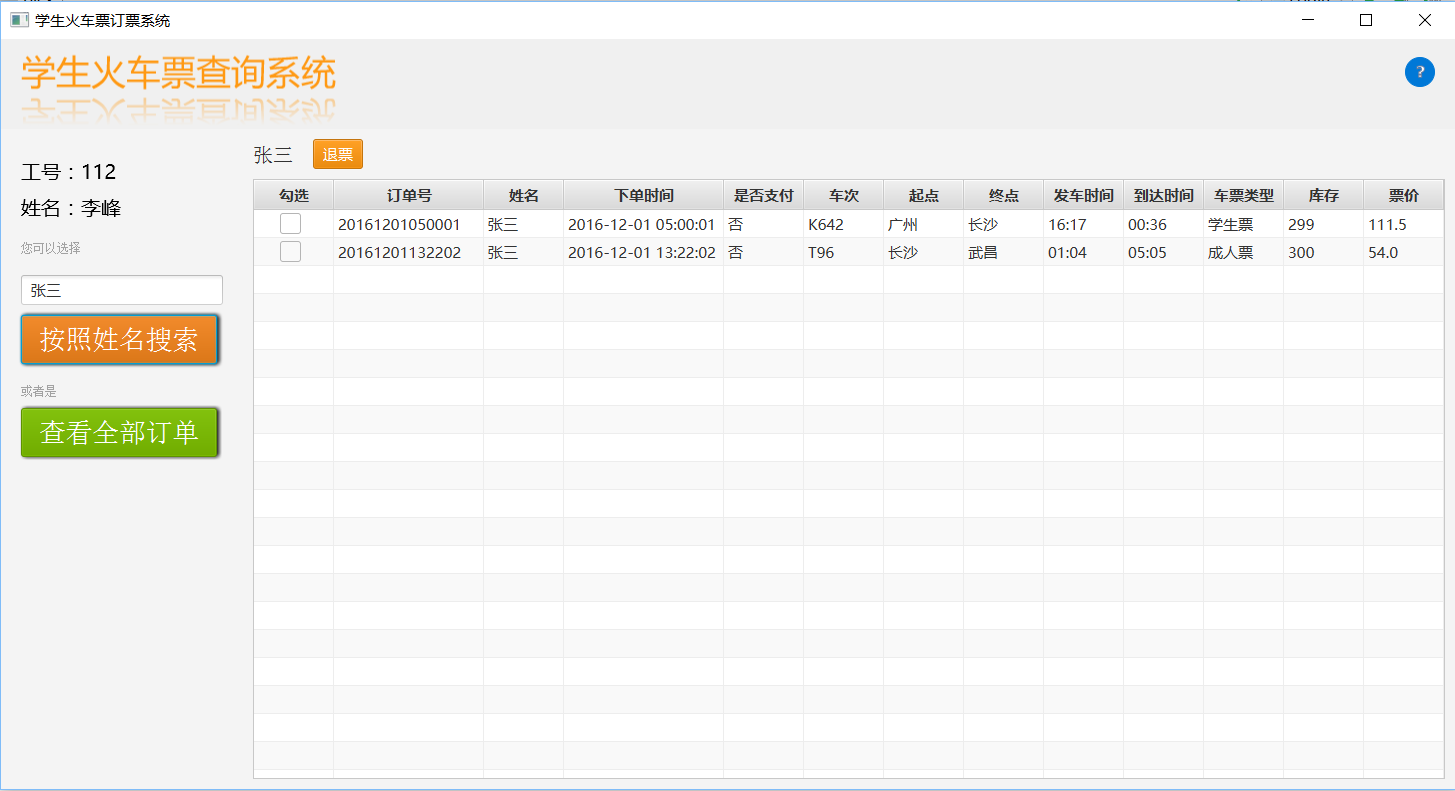 学生火车票订票系统
学生火车票查询系统
?
工号：112
姓名：李峰
您可以选择
张三
按照姓名搜索
或者是
查看全部订单
张三 退票
勾选 订单号 姓名 下单时间 是否支付 车次 起点 终点 发车时间 到达时间 车票类型 库存 票价
20161201050001 张三 2016-12-01 05:00:01 否 K642 广州 长沙 16:17 00:36 学生票 299 111.5
20161201132202 张三 2016-12-01 13:22:02 否 T96 长沙 武昌 01:04 05:05 成人票 300 54.0